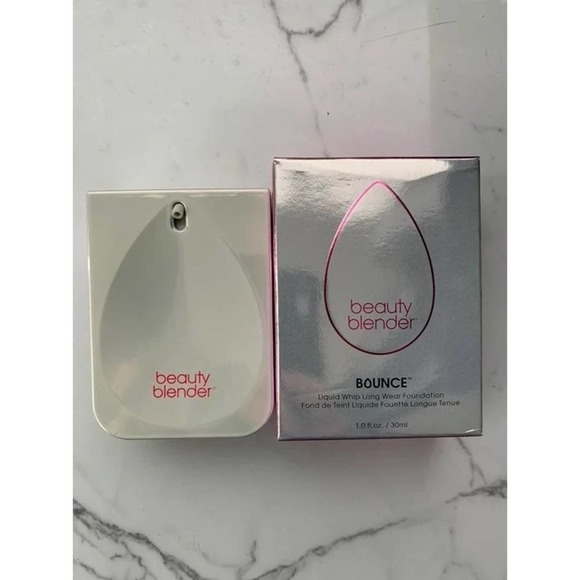 beauty
blender®
beauty
blender®
BOUNCE™
Liquid Whip Long Wear Foundation
Fond de Teint Liquide Fouetté Longue Tenue
1.0 fl.oz. / 30ml